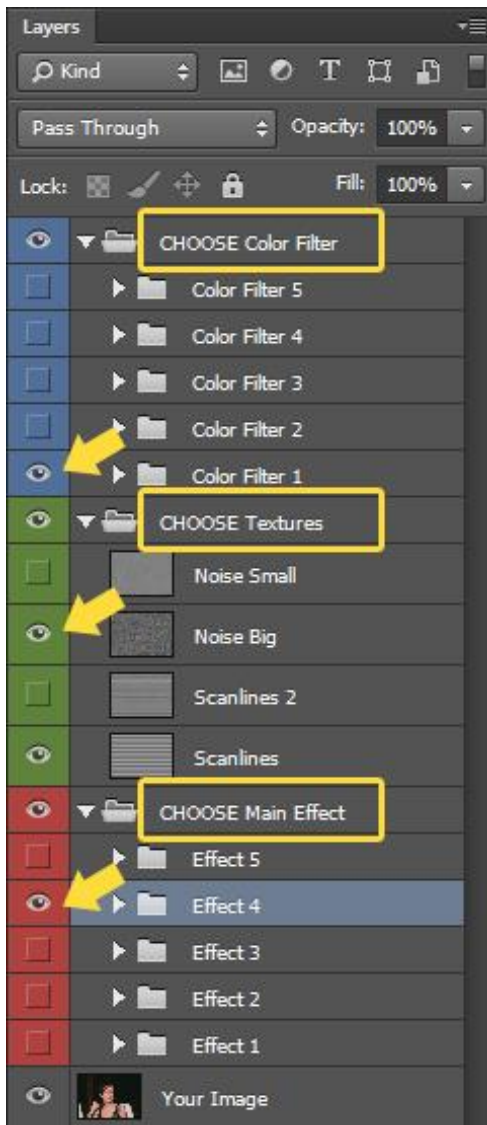 Layers
Kind
Pass Through Opacity: 100%
Lock: Fill: 100%
CHOOSE Color Filter
Color Filter 5
Color Filter 4
Color Filter 3
Color Filter 2
Color Filter 1
CHOOSE Textures
Noise Small
Noise Big
Scanlines 2
Scanlines
CHOOSE Main Effect
Effect 5
Effect 4
Effect 3
Effect 2
Effect 1
Your Image